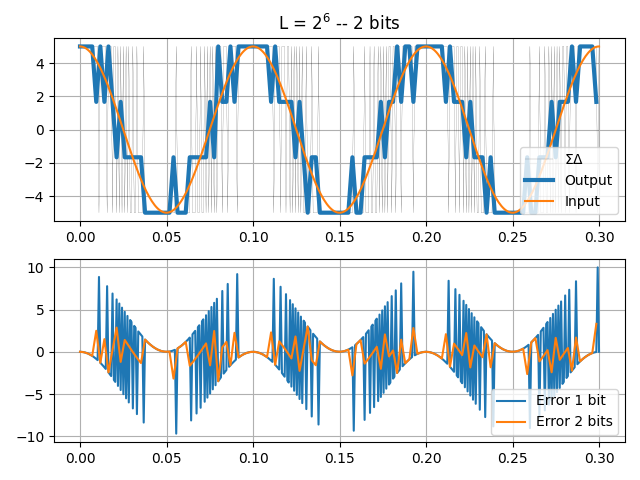 L = 2⁶ -- 2 bits
4
2
0
−2
−4
ΣΔ
Output
Input
0.00 0.05 0.10 0.15 0.20 0.25 0.30
10
5
0
−5
−10
Error 1 bit
Error 2 bits
0.00 0.05 0.10 0.15 0.20 0.25 0.30